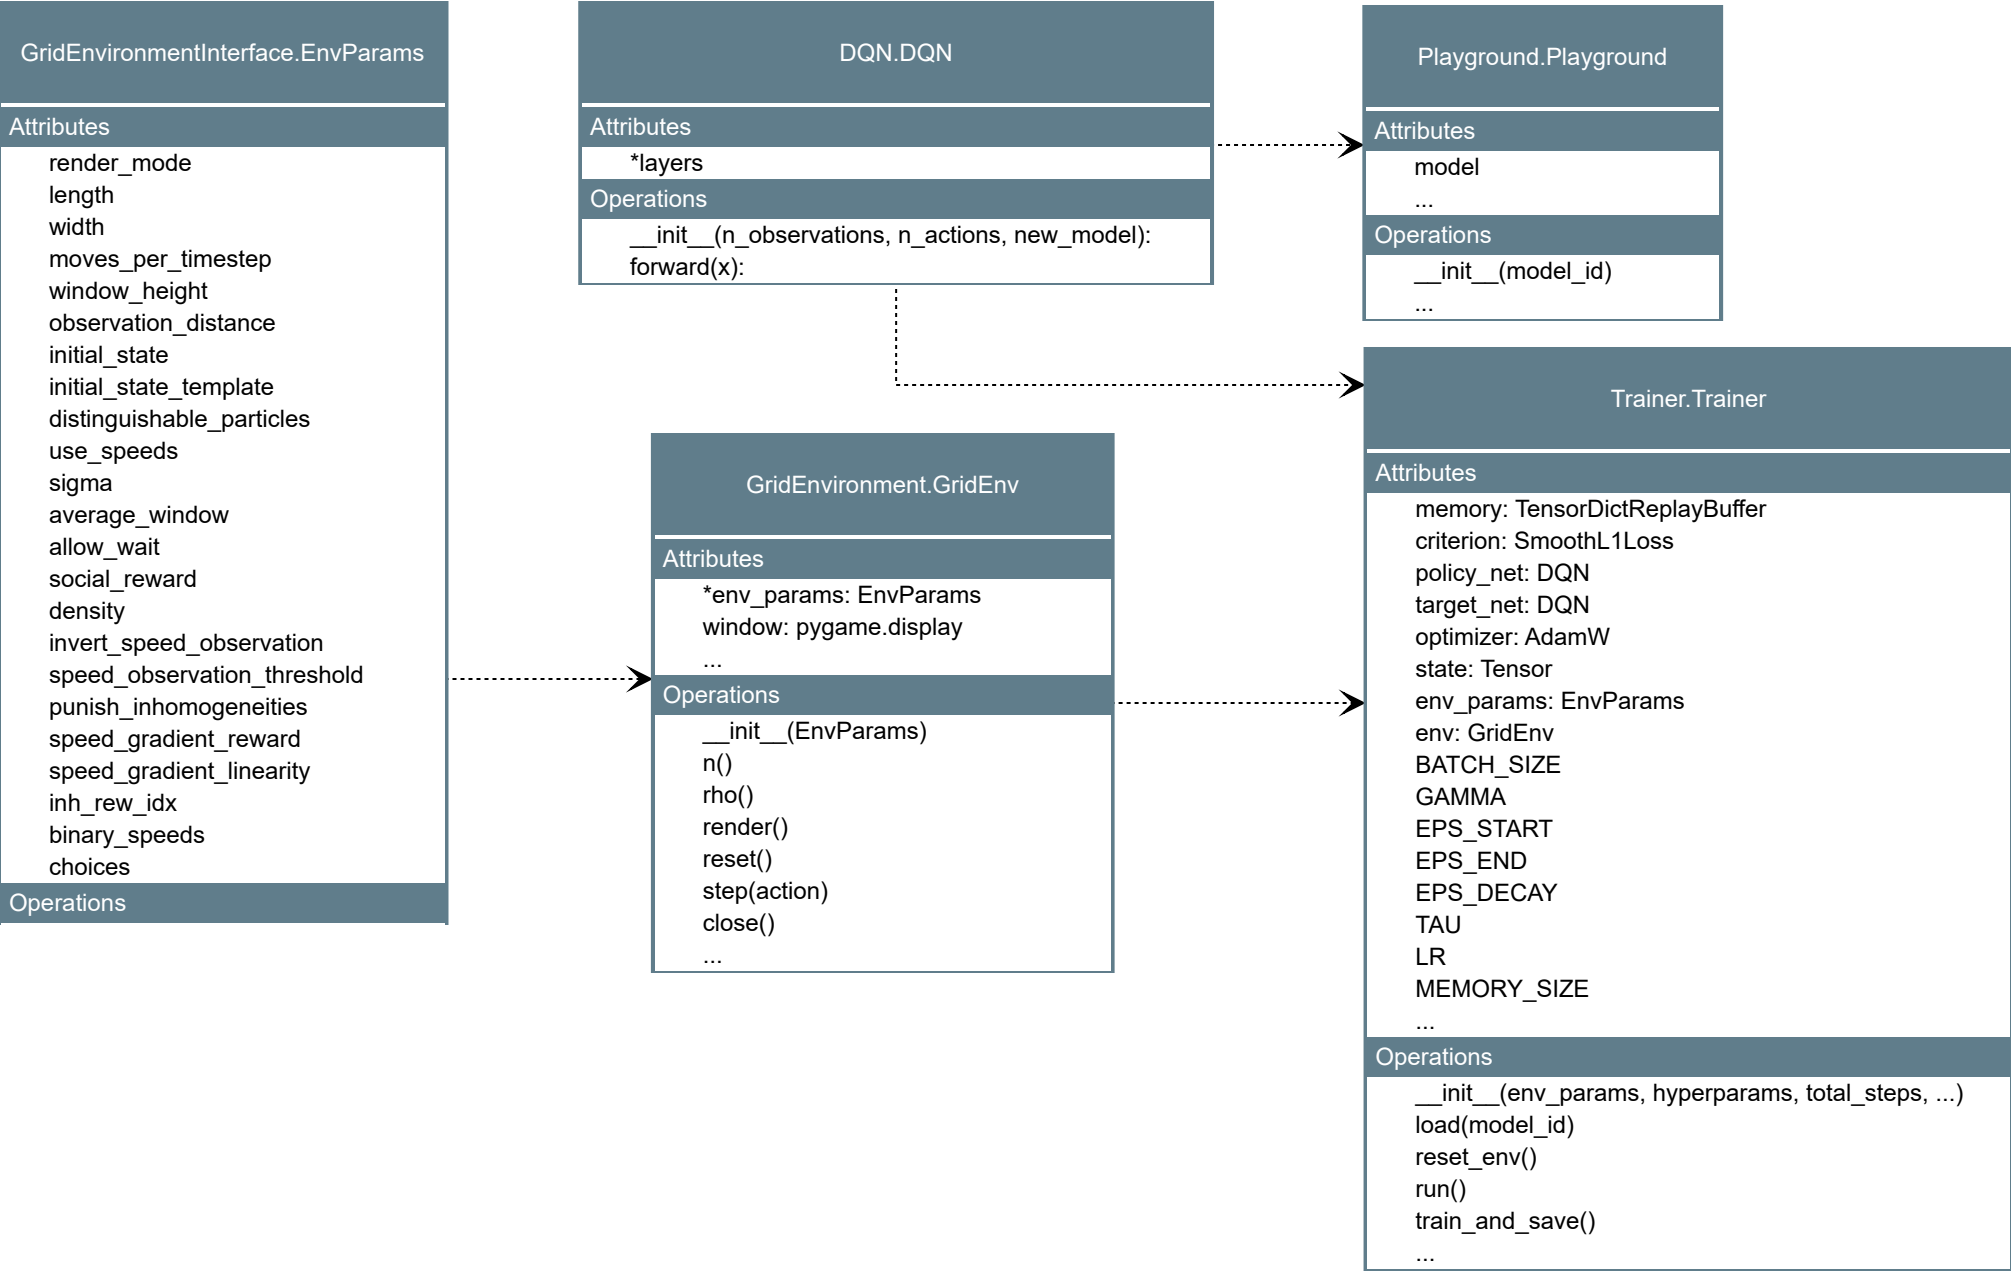 GridEnvironmentInterface.EnvParams
Attributes
render_mode
length
width
moves_per_timestep
window_height
observation_distance
initial_state
initial_state_template
distinguishable_particles
use_speeds
sigma
average_window
allow_wait
social_reward
density
invert_speed_observation
speed_observation_threshold
punish_inhomogeneities
speed_gradient_reward
speed_gradient_linearity
inh_rew_idx
binary_speeds
choices
Operations
DQN.DQN
Attributes
*layers
Operations
__init__(n_observations, n_actions, new_model):
forward(x):
GridEnvironment.GridEnv
Attributes
*env_params: EnvParams
window: pygame.display
...
Operations
__init__(EnvParams)
n()
rho()
render()
reset()
step(action)
close()
...
Playground.Playground
Attributes
model
...
Operations
__init__(model_id)
...
Trainer.Trainer
Attributes
memory: TensorDictReplayBuffer
criterion: SmoothL1Loss
policy_net: DQN
target_net: DQN
optimizer: AdamW
state: Tensor
env_params: EnvParams
env: GridEnv
BATCH_SIZE
GAMMA
EPS_START
EPS_END
EPS_DECAY
TAU
LR
MEMORY_SIZE
...
Operations
__init__(env_params, hyperparams, total_steps, ...)
load(model_id)
reset_env()
run()
train_and_save()
...